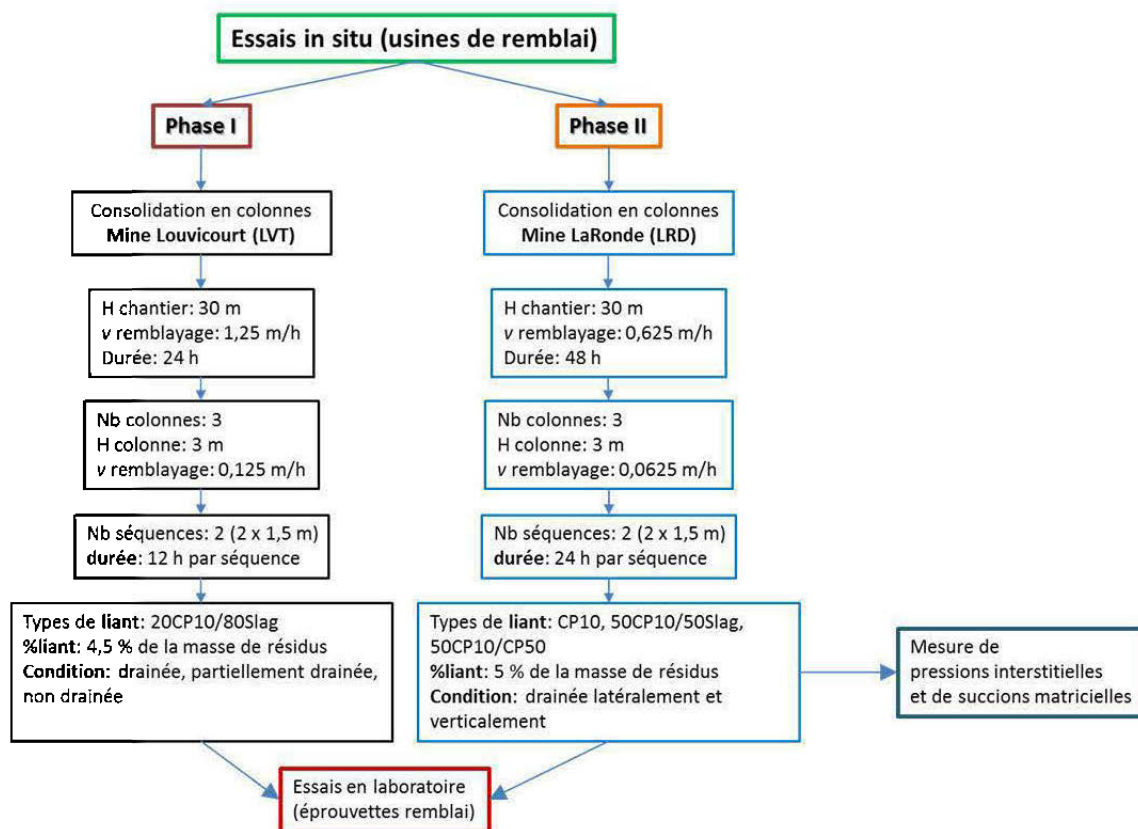 Essais in situ (usines de remblai)
Phase I
Phase II
Consolidation en colonnes
Mine Louvicourt (LVT)
Consolidation en colonnes
Mine LaRonde (LRD)
H chantier: 30 m
v remblayage: 1,25 m/h
Durée: 24 h
H chantier: 30 m
v remblayage: 0,625 m/h
Durée: 48 h
Nb colonnes: 3
H colonne: 3 m
v remblayage: 0,125 m/h
Nb colonnes: 3
H colonne: 3 m
v remblayage: 0,0625 m/h
Nb séquences: 2 (2 x 1,5 m)
durée: 12 h par séquence
Nb séquences: 2 (2 x 1,5 m)
durée: 24 h par séquence
Types de liant: 20CP10/80Slag
%liant: 4,5 % de la masse de résidus
Condition: drainée, partiellement drainée,
non drainée
Types de liant: CP10, 50CP10/50Slag,
50CP10/CP50
%liant: 5 % de la masse de résidus
Condition: drainée latéralement et
verticalement
Mesure de
pressions interstitielles
et de succions matricielles
Essais en laboratoire
(éprouvettes remblai)